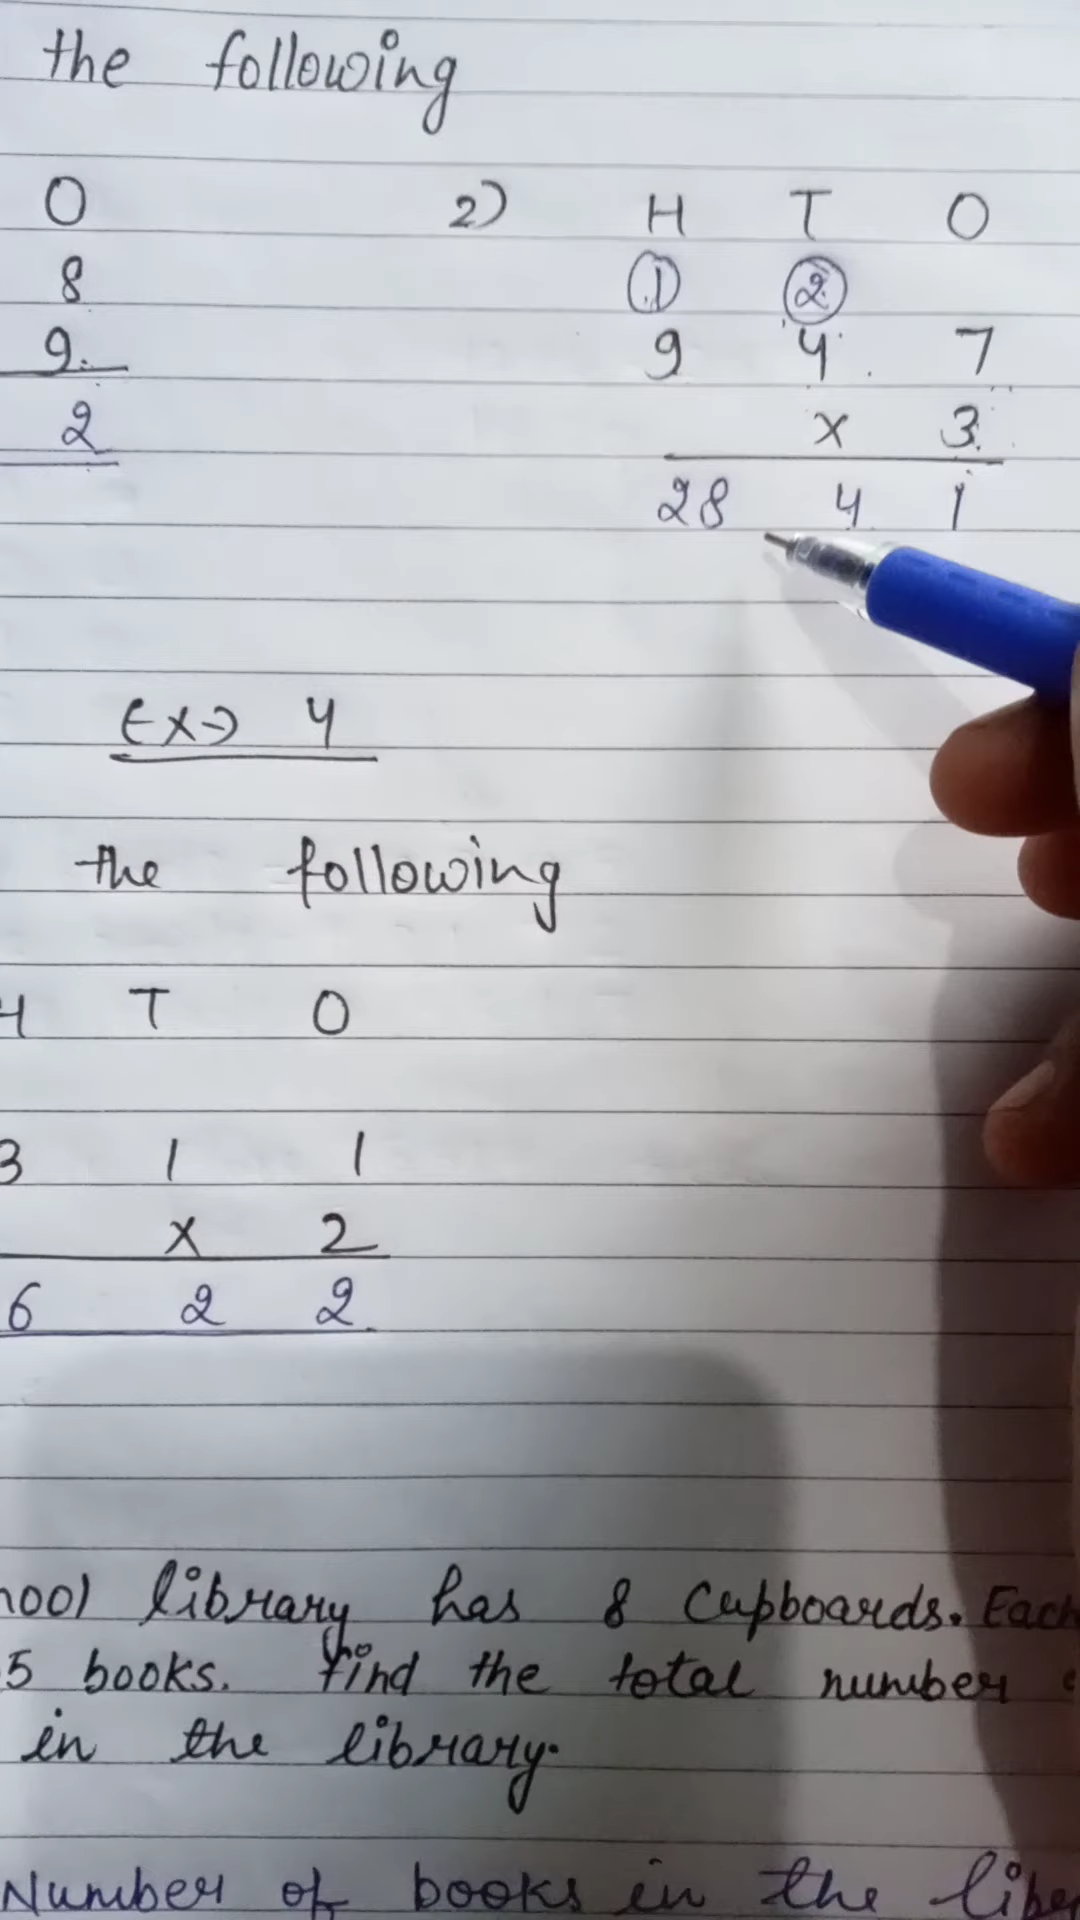 the following
O 2) H T O
8 1 2
9 9 4 7
2 x 3
28 4 1
Ex→ 4
the following
H T O
3 1 1
x 2
6 2 2
library has 8 Cupboards. Each
5 books. find the total number
in the library.
Number of books in the